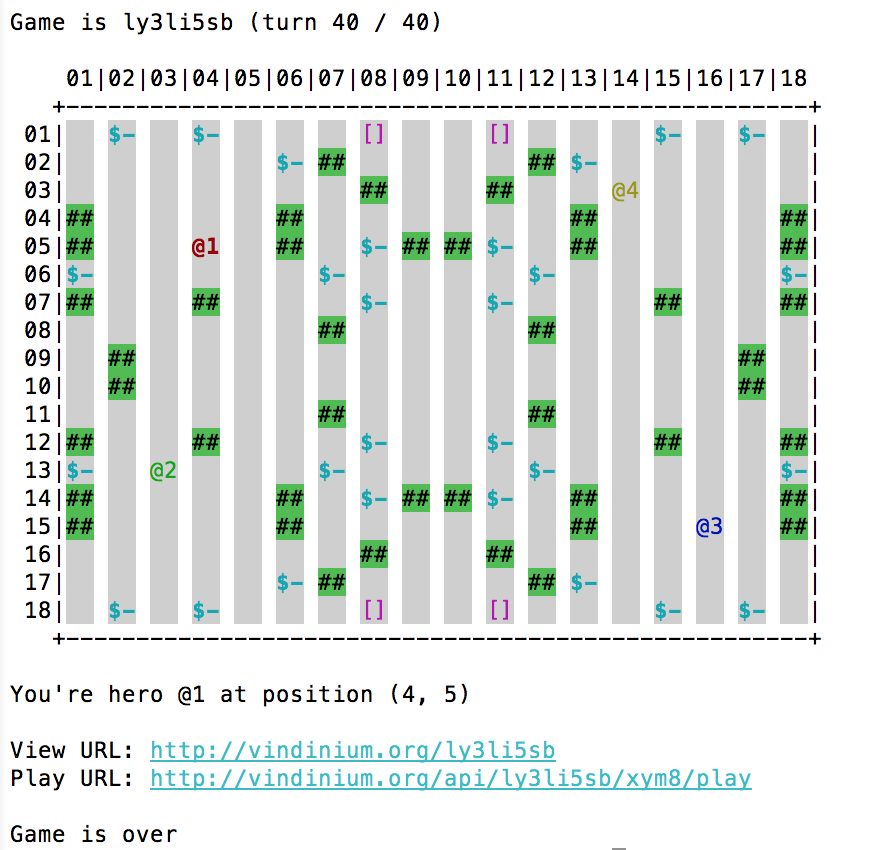 Game is ly3li5sb (turn 40 / 40)
    01|02|03|04|05|06|07|08|09|10|11|12|13|14|15|16|17|18
   +-----------------------------------------------------+
 01|   $-    $-          []       []          $-    $-   |
 02|               $- ##             ## $-               |
 03|                     ##       ##       @4            |
 04|##             ##                   ##             ##|
 05|##       @1    ##    $- ## ## $-    ##             ##|
 06|$-                $-             $-                $-|
 07|##       ##          $-       $-          ##       ##|
 08|                  ##             ##                  |
 09|   ##                                           ##   |
 10|   ##                                           ##   |
 11|                  ##             ##                  |
 12|##       ##          $-       $-          ##       ##|
 13|$-    @2          $-             $-                $-|
 14|##             ##    $- ## ## $-    ##             ##|
 15|##             ##                   ##       @3    ##|
 16|                     ##       ##                     |
 17|               $- ##             ## $-               |
 18|   $-    $-          []       []          $-    $-   |
   +-----------------------------------------------------+
You're hero @1 at position (4, 5)
View URL: http://vindinium.org/ly3li5sb
Play URL: http://vindinium.org/api/ly3li5sb/xym8/play
Game is over